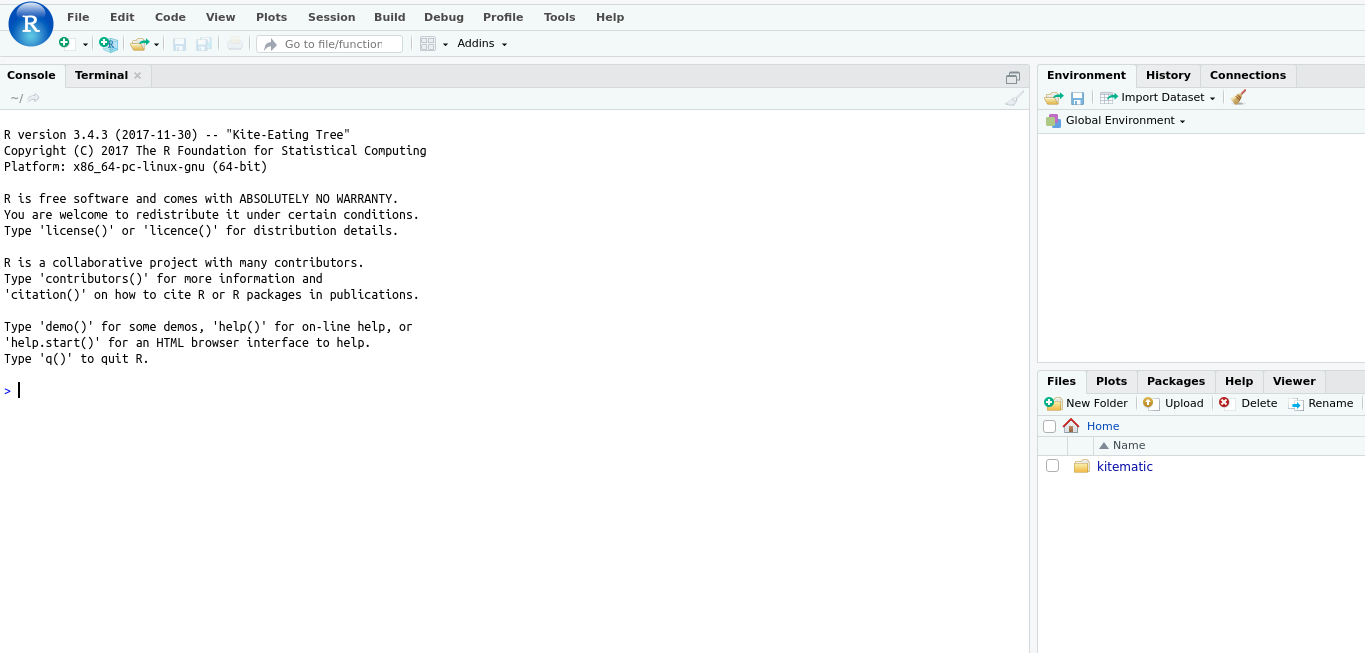 R
File Edit Code View Plots Session Build Debug Profile Tools Help
R Go to file/function Addins
Console Terminal
~/
R version 3.4.3 (2017-11-30) -- "Kite-Eating Tree"
Copyright (C) 2017 The R Foundation for Statistical Computing
Platform: x86_64-pc-linux-gnu (64-bit)
R is free software and comes with ABSOLUTELY NO WARRANTY.
You are welcome to redistribute it under certain conditions.
Type 'license()' or 'licence()' for distribution details.
R is a collaborative project with many contributors.
Type 'contributors()' for more information and
'citation()' on how to cite R or R packages in publications.
Type 'demo()' for some demos, 'help()' for on-line help, or
'help.start()' for an HTML browser interface to help.
Type 'q()' to quit R.
>
Environment History Connections
Import Dataset
Global Environment
Files Plots Packages Help Viewer
New Folder Upload Delete Rename
Home
Name
kitematic